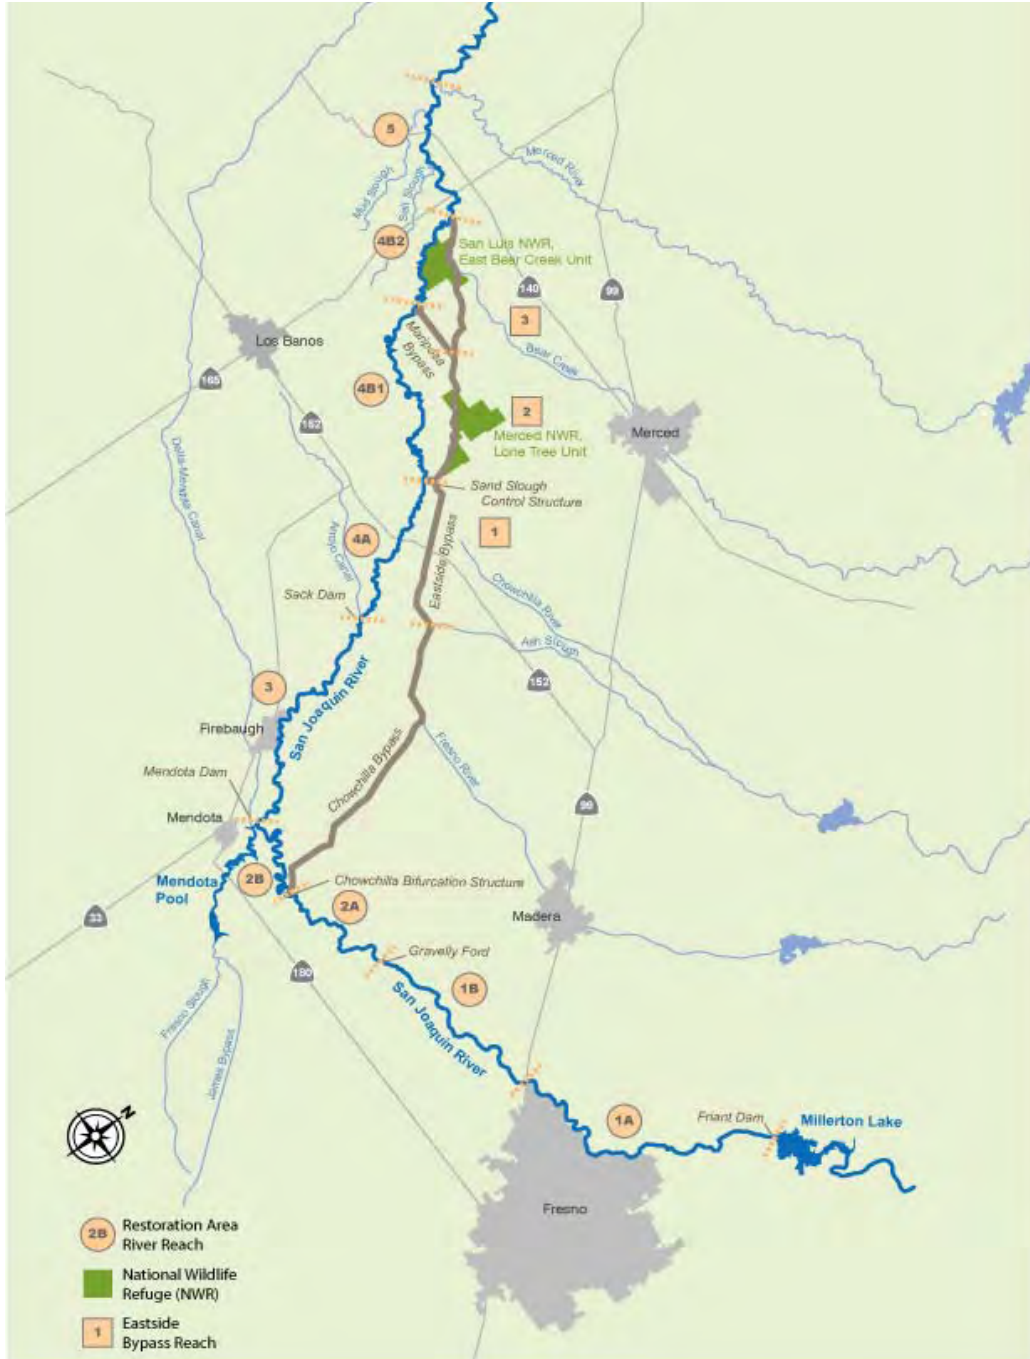 5
Merced River
Mud Slough
Salt Slough
4B2
San Luis NWR,
East Bear Creek Unit
140
99
3
Los Banos
Mariposa
Bypass
Bear Creek
165
4B1
2
152
Merced
Merced NWR,
Lone Tree Unit
Delta-Mendota Canal
Sand Slough
Control Structure
1
4A
Arroyo Canal
Eastside Bypass
Chowchilla River
Sack Dam
Ash Slough
152
3
San Joaquin River
Firebaugh
Fresno River
Chowchilla Bypass
Mendota Dam
99
Mendota
2B
Mendota
Pool
Chowchilla Bifurcation Structure
2A
33
Madera
Gravelly Ford
180
1B
Fresno Slough
San Joaquin River
James Bypass
N
1A
Friant Dam
Millerton Lake
Fresno
2B
Restoration Area
River Reach
National Wildlife
Refuge (NWR)
1
Eastside
Bypass Reach